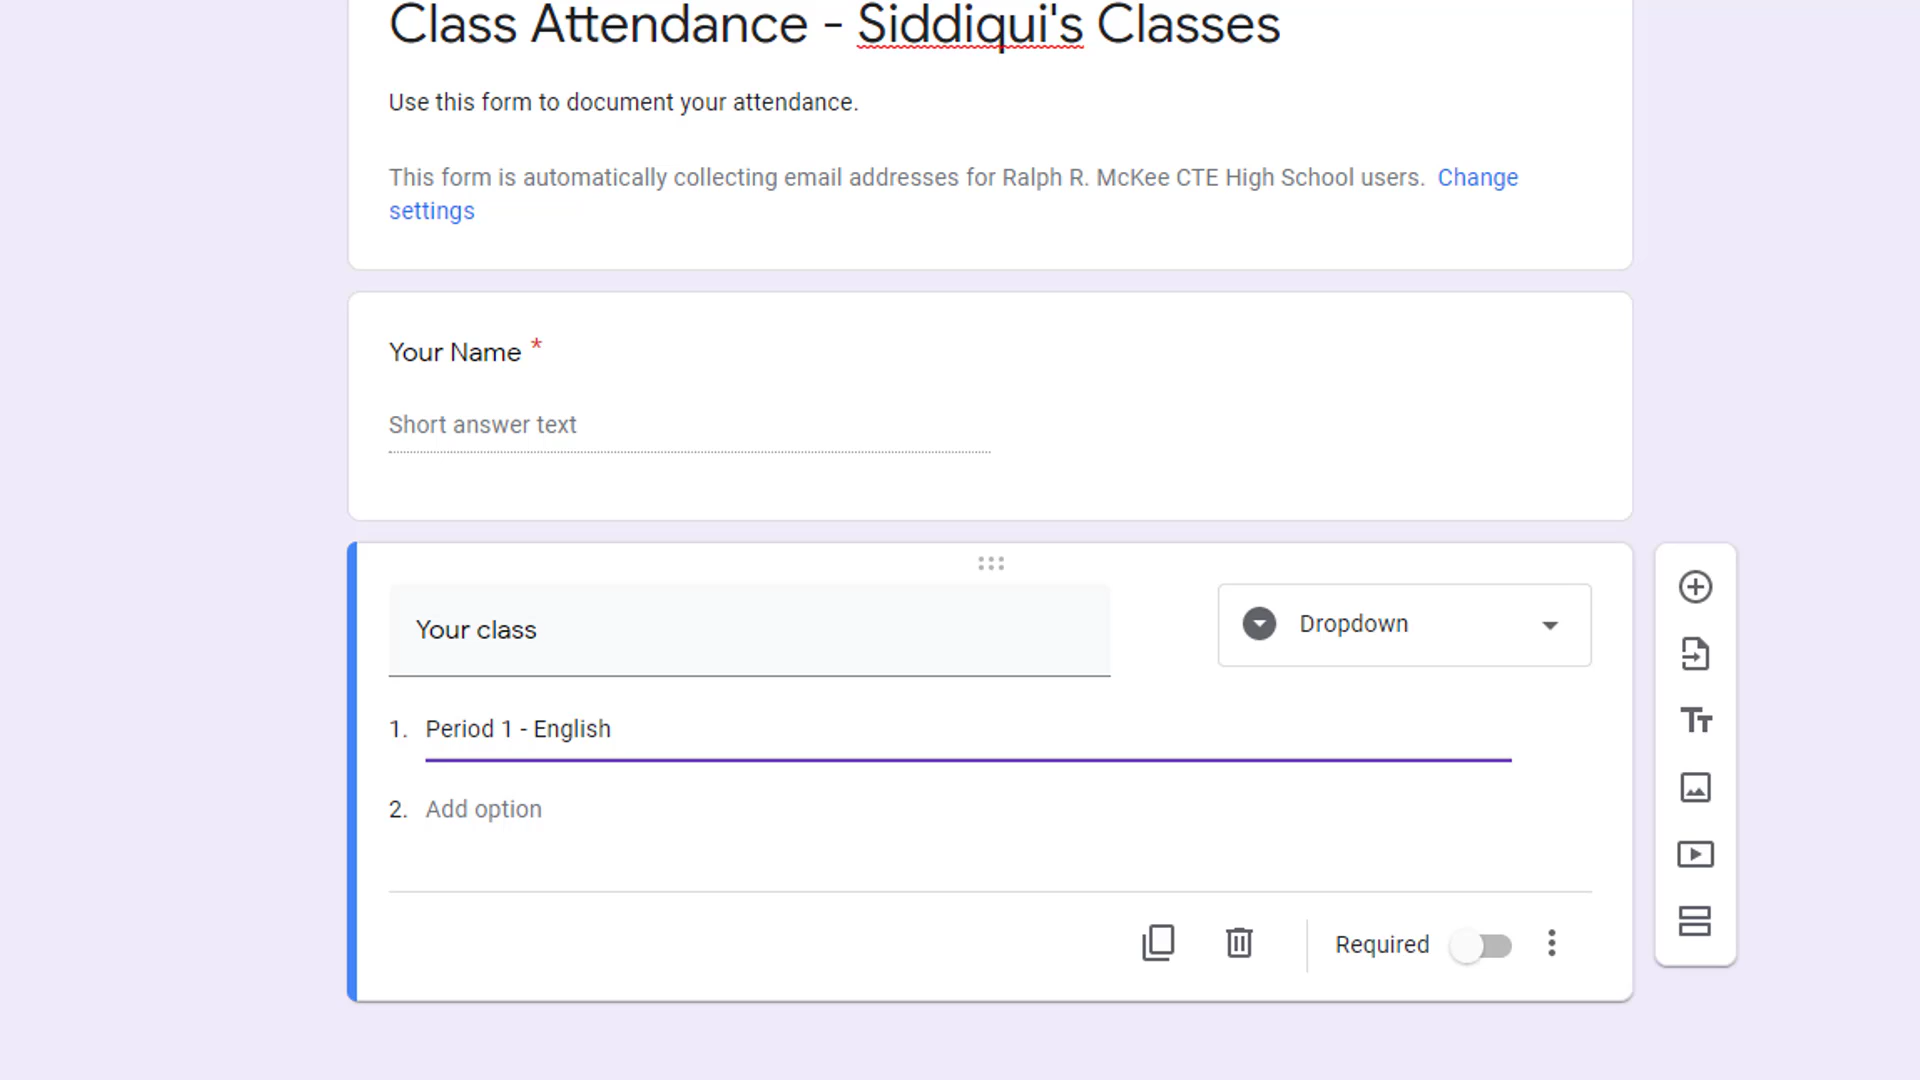 Class Attendance - Siddiqui's Classes
Use this form to document your attendance.
This form is automatically collecting email addresses for Ralph R. McKee CTE High School users. Change
settings
Your Name *
Short answer text
Your class
Dropdown
1. Period 1 - English
2. Add option
Required